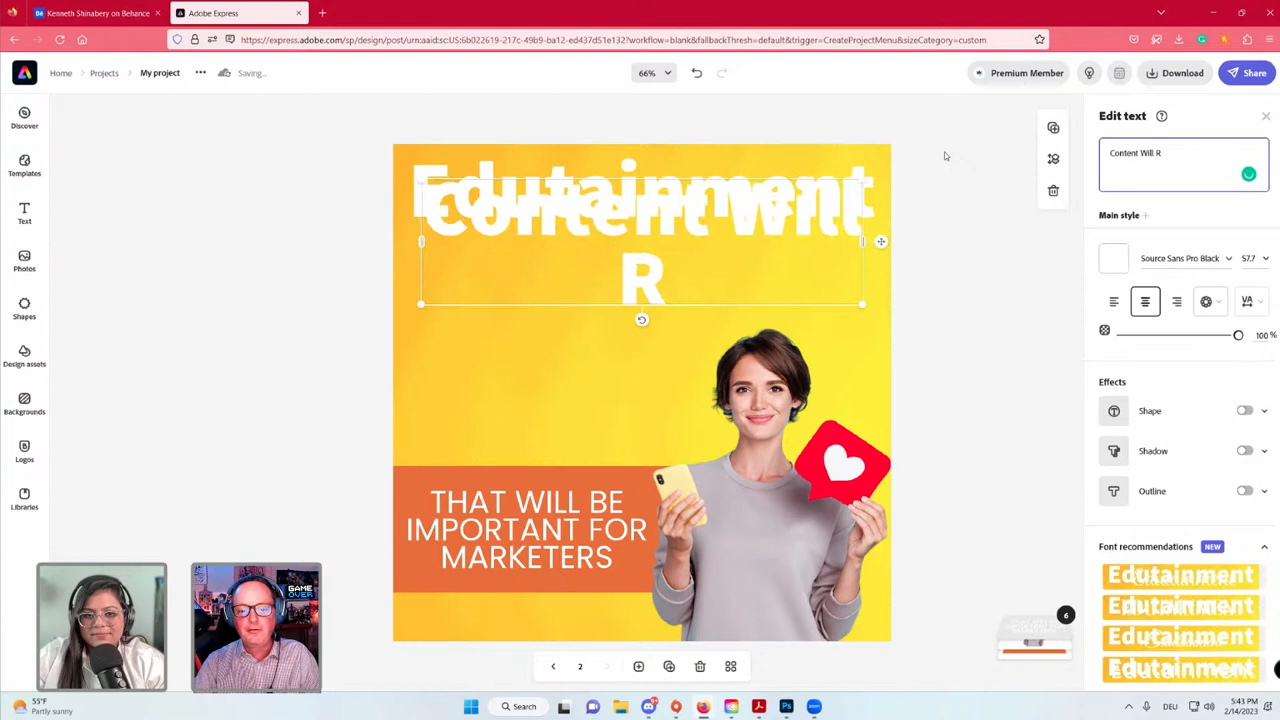 Kenneth Shinabery on Behance
Adobe Express
https://express.adobe.com/sp/design/post/urn:aaid:sc:US:6b022619-217c-49b9-ba12-ed437d51e132?workflow=blank&fallbackThresh=default&trigger=CreateProjectMenu&sizeCategory=custom
Home
Projects
My project
Saving...
66%
Premium Member
Download
Share
Discover
Templates
Text
Photos
Shapes
Design assets
Backgrounds
Logos
Libraries
Edutainment
Content Will
R
THAT WILL BE
IMPORTANT FOR
MARKETERS
GAME
OVER
2
6
Edit text
Content Will R
Main style
Source Sans Pro Black
57.7
100 %
Effects
Shape
Shadow
Outline
Font recommendations
NEW
Edutainment
Edutainment
Edutainment
Edutainment
55°F
Partly sunny
Search
DEU
5:43 PM
2/14/2023